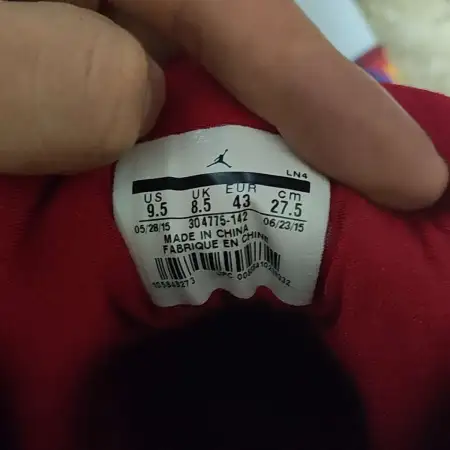 LN4
US UK EUR cm
9.5 8.5 43 27.5
05/28/15 304775-142 06/23/15
MADE IN CHINA
FABRIQUE EN CHINE
UPC